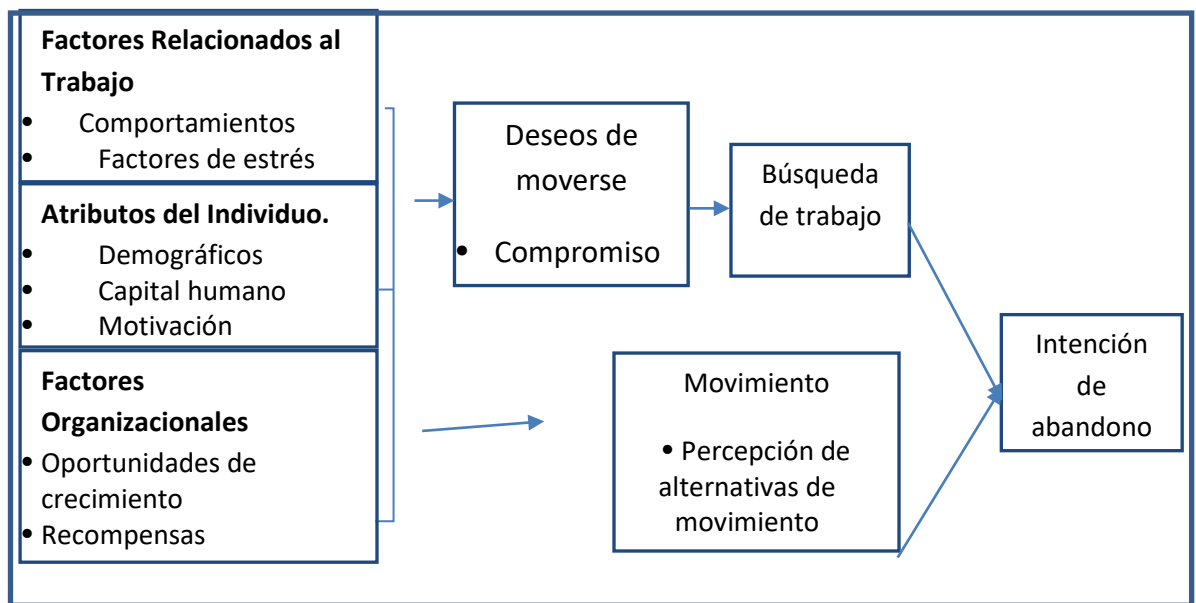 Factores Relacionados al
Trabajo
• Comportamientos
• Factores de estrés
Atributos del Individuo.
• Demográficos
• Capital humano
• Motivación
Factores
Organizacionales
• Oportunidades de
crecimiento
• Recompensas
Deseos de
moverse
• Compromiso
Búsqueda
de trabajo
Movimiento
• Percepción de
alternativas de
movimiento
Intención
de
abandono